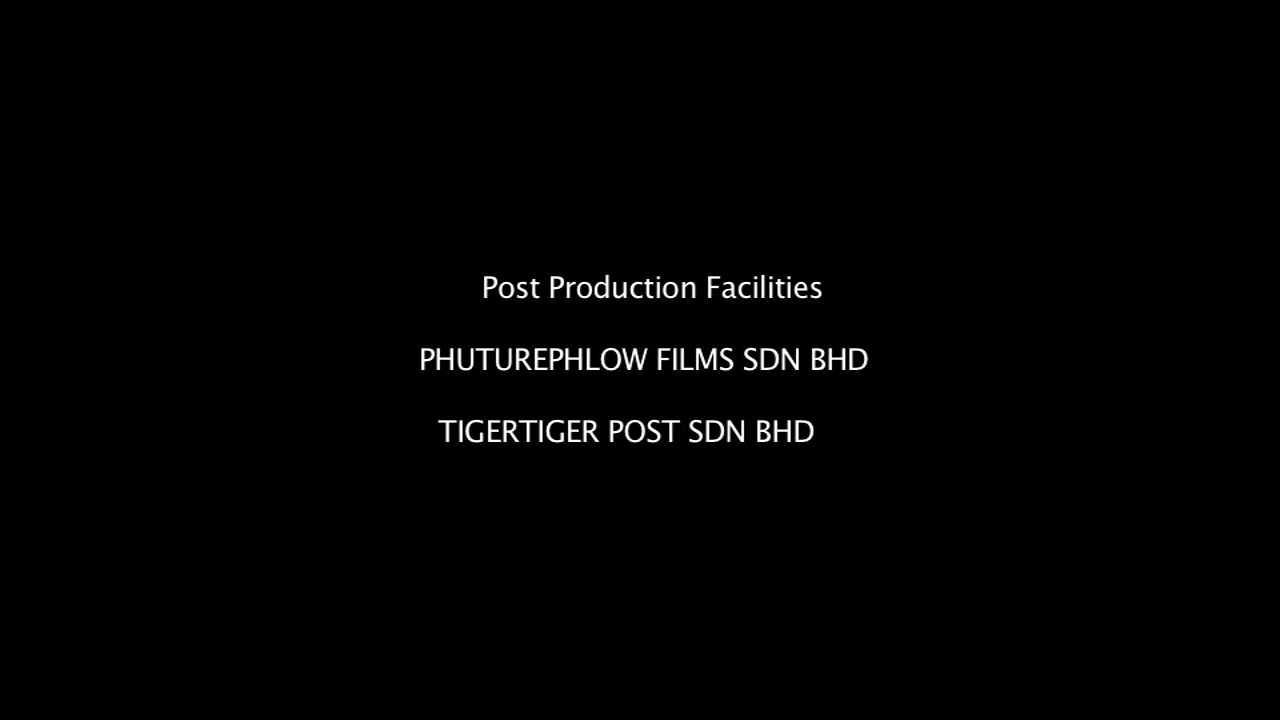 Post Production Facilities
PHUTUREPHLOW FILMS SDN BHD
TIGERTIGER POST SDN BHD